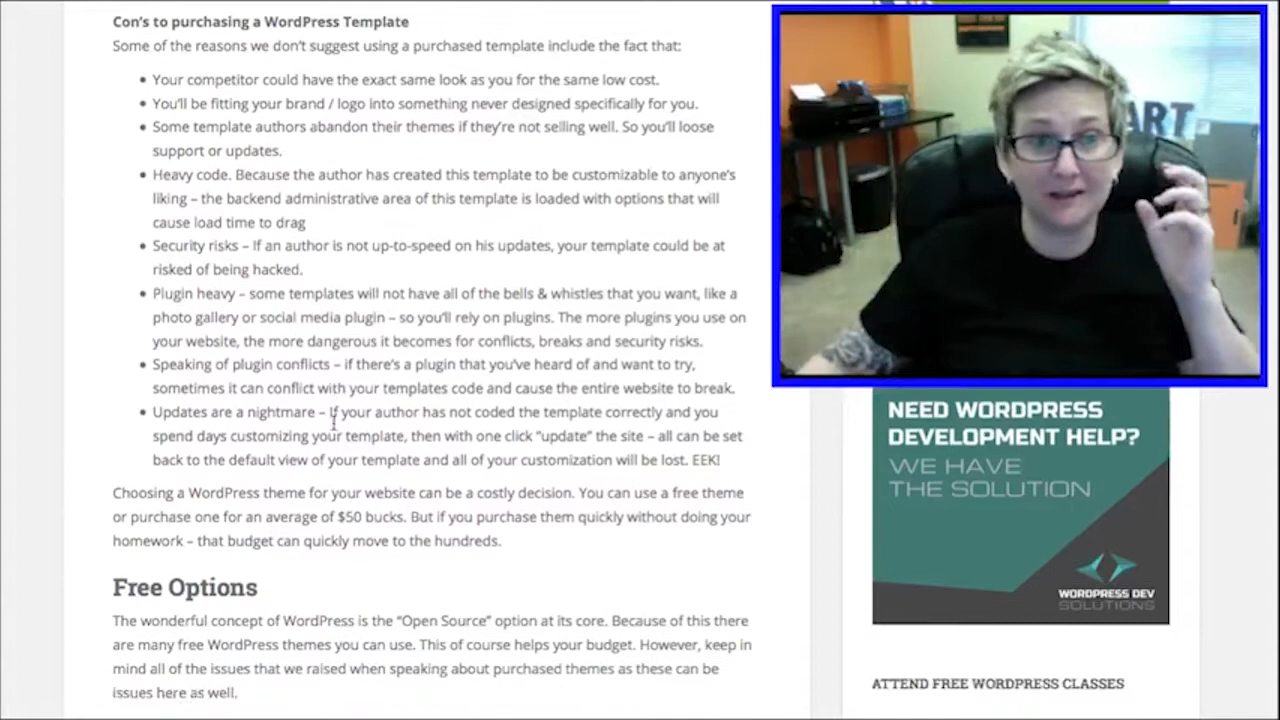 Con's to purchasing a WordPress Template
Some of the reasons we don't suggest using a purchased template include the fact that:
Your competitor could have the exact same look as you for the same low cost.
You'll be fitting your brand / logo into something never designed specifically for you.
Some template authors abandon their themes if they're not selling well. So you'll loose
support or updates.
Heavy code. Because the author has created this template to be customizable to anyone's
liking – the backend administrative area of this template is loaded with options that will
cause load time to drag
Security risks – If an author is not up-to-speed on his updates, your template could be at
risked of being hacked.
Plugin heavy – some templates will not have all of the bells & whistles that you want, like a
photo gallery or social media plugin – so you'll rely on plugins. The more plugins you use on
your website, the more dangerous it becomes for conflicts, breaks and security risks.
Speaking of plugin conflicts – if there's a plugin that you've heard of and want to try,
sometimes it can conflict with your templates code and cause the entire website to break.
Updates are a nightmare – If your author has not coded the template correctly and you
spend days customizing your template, then with one click "update" the site – all can be set
back to the default view of your template and all of your customization will be lost. EEK!
Choosing a WordPress theme for your website can be a costly decision. You can use a free theme
or purchase one for an average of $50 bucks. But if you purchase them quickly without doing your
homework – that budget can quickly move to the hundreds.
Free Options
The wonderful concept of WordPress is the "Open Source" option at its core. Because of this there
are many free WordPress themes you can use. This of course helps your budget. However, keep in
mind all of the issues that we raised when speaking about purchased themes as these can be
issues here as well.
ART
NEED WORDPRESS
DEVELOPMENT HELP?
WE HAVE
THE SOLUTION
WORDPRESS DEV
SOLUTIONS
ATTEND FREE WORDPRESS CLASSES